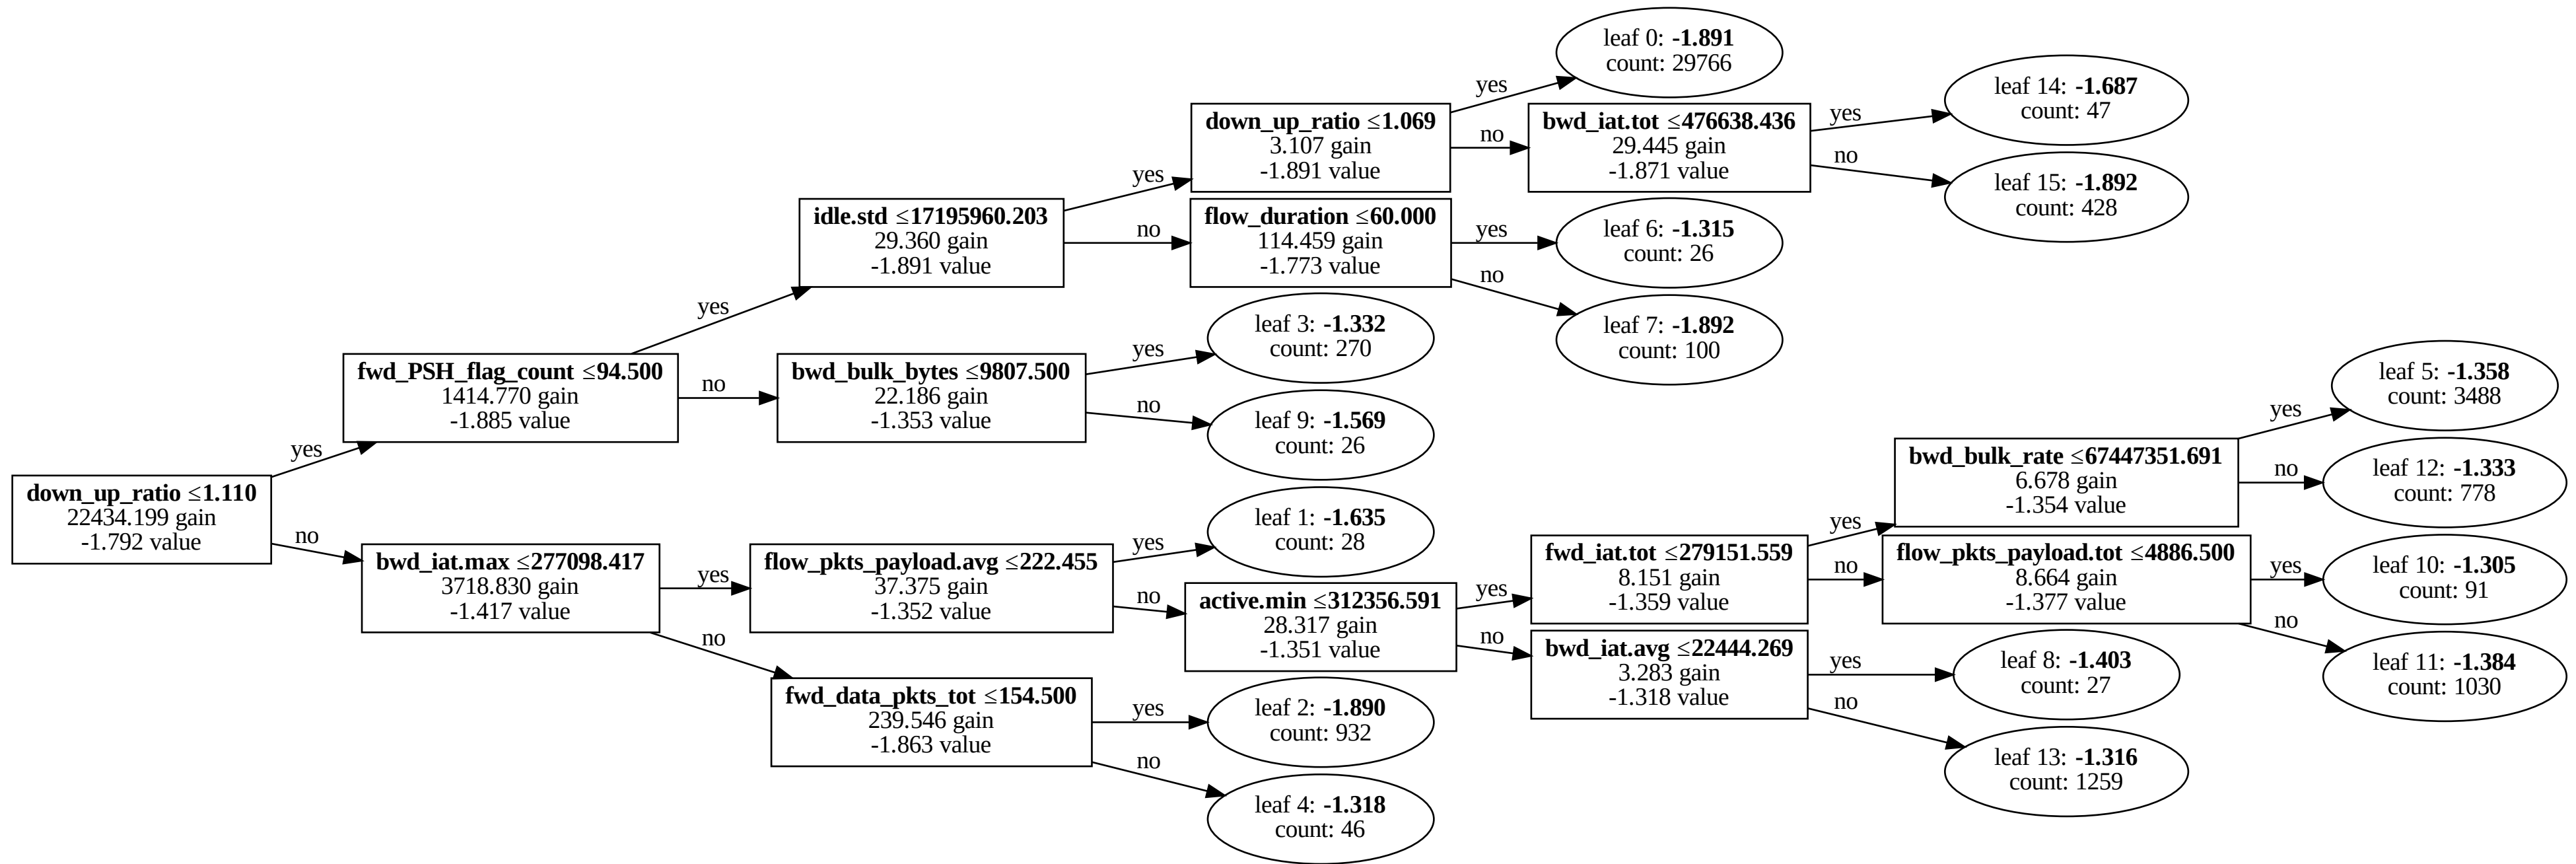 leaf 0: -1.891
count: 29766
yes
leaf 14: -1.687
count: 47
down_up_ratio ≤1.069
3.107 gain
-1.891 value
no
bwd_iat.tot ≤476638.436
29.445 gain
-1.871 value
yes
no
leaf 15: -1.892
count: 428
yes
idle.std ≤17195960.203
29.360 gain
-1.891 value
no
flow_duration ≤60.000
114.459 gain
-1.773 value
yes
leaf 6: -1.315
count: 26
no
leaf 7: -1.892
count: 100
yes
fwd_PSH_flag_count ≤94.500
1414.770 gain
-1.885 value
no
bwd_bulk_bytes ≤9807.500
22.186 gain
-1.353 value
yes
leaf 3: -1.332
count: 270
no
leaf 9: -1.569
count: 26
yes
down_up_ratio ≤1.110
22434.199 gain
-1.792 value
no
bwd_iat.max ≤277098.417
3718.830 gain
-1.417 value
yes
flow_pkts_payload.avg ≤222.455
37.375 gain
-1.352 value
yes
leaf 1: -1.635
count: 28
no
active.min ≤312356.591
28.317 gain
-1.351 value
yes
fwd_iat.tot ≤279151.559
8.151 gain
-1.359 value
yes
bwd_bulk_rate ≤67447351.691
6.678 gain
-1.354 value
yes
leaf 5: -1.358
count: 3488
no
leaf 12: -1.333
count: 778
no
flow_pkts_payload.tot ≤4886.500
8.664 gain
-1.377 value
yes
leaf 10: -1.305
count: 91
no
leaf 11: -1.384
count: 1030
no
bwd_iat.avg ≤22444.269
3.283 gain
-1.318 value
yes
leaf 8: -1.403
count: 27
no
leaf 13: -1.316
count: 1259
no
fwd_data_pkts_tot ≤154.500
239.546 gain
-1.863 value
yes
leaf 2: -1.890
count: 932
no
leaf 4: -1.318
count: 46